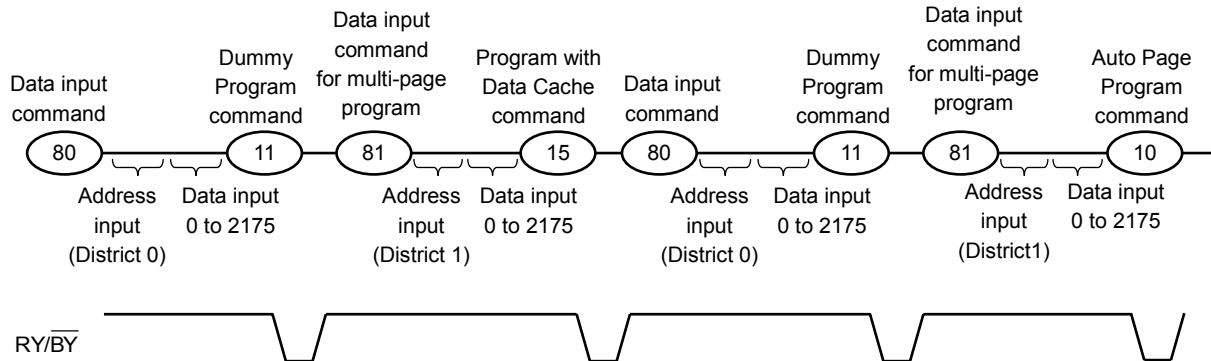 Data input
command
80
Address
input
(District 0)
Data input
0 to 2175
Dummy
Program
command
11
Data input
command
for multi-page
program
81
Address
input
(District 1)
Data input
0 to 2175
Program with
Data Cache
command
15
Data input
command
80
Address
input
(District 0)
Data input
0 to 2175
Dummy
Program
command
11
Data input
command
for multi-page
program
81
Address
input
(District1)
Data input
0 to 2175
Auto Page
Program
command
10
RY/BY